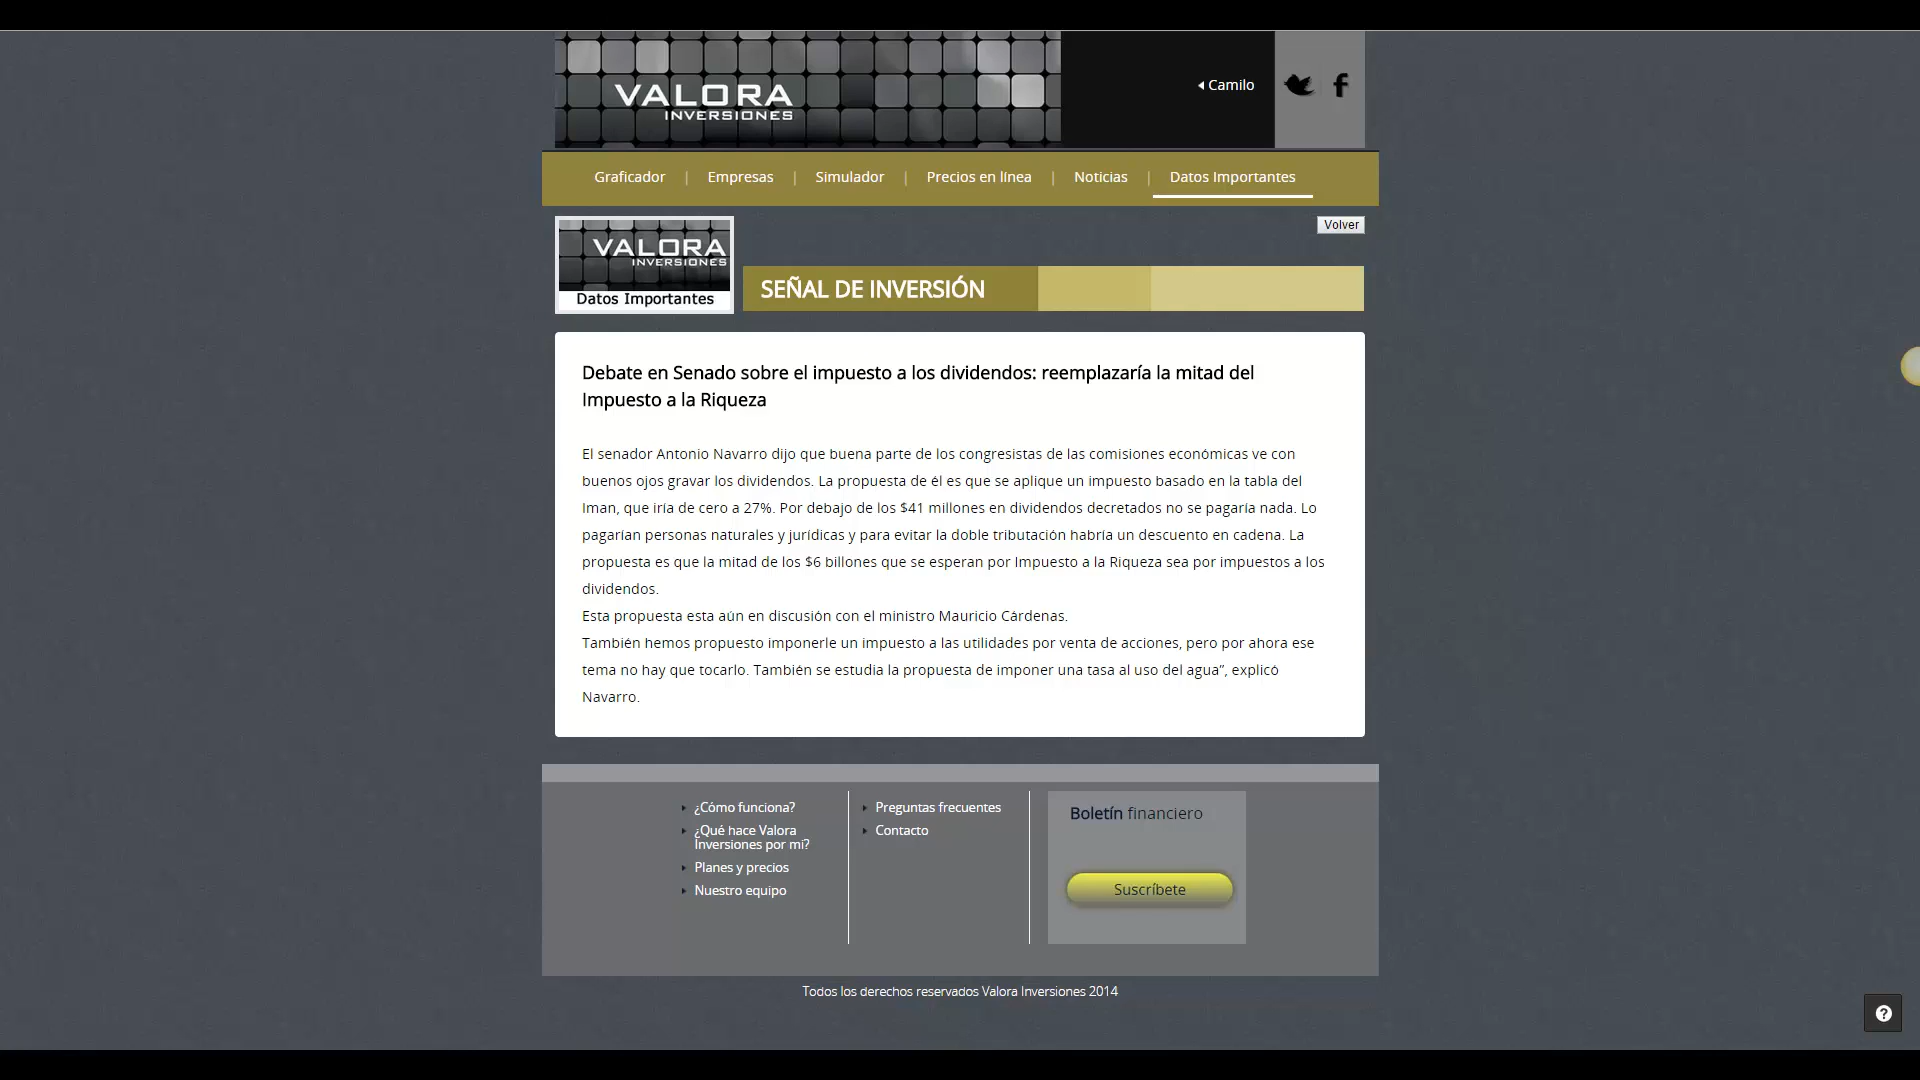 VALORA
INVERSIONES
Camilo
Graficador | Empresas | Simulador | Precios en línea | Noticias | Datos Importantes
Volver
VALORA
INVERSIONES
Datos Importantes
SEÑAL DE INVERSIÓN
Debate en Senado sobre el impuesto a los dividendos: reemplazaría la mitad del
Impuesto a la Riqueza
El senador Antonio Navarro dijo que buena parte de los congresistas de las comisiones económicas ve con
buenos ojos gravar los dividendos. La propuesta de él es que se aplique un impuesto basado en la tabla del
Iman, que iría de cero a 27%. Por debajo de los $41 millones en dividendos decretados no se pagaría nada. Lo
pagarían personas naturales y jurídicas y para evitar la doble tributación habría un descuento en cadena. La
propuesta es que la mitad de los $6 billones que se esperan por Impuesto a la Riqueza sea por impuestos a los
dividendos.
Esta propuesta esta aún en discusión con el ministro Mauricio Cárdenas.
También hemos propuesto imponerle un impuesto a las utilidades por venta de acciones, pero por ahora ese
tema no hay que tocarlo. También se estudia la propuesta de imponer una tasa al uso del agua”, explicó
Navarro.
¿Cómo funciona?
¿Qué hace Valora
Inversiones por mi?
Planes y precios
Nuestro equipo
Preguntas frecuentes
Contacto
Boletín financiero
Suscríbete
Todos los derechos reservados Valora Inversiones 2014